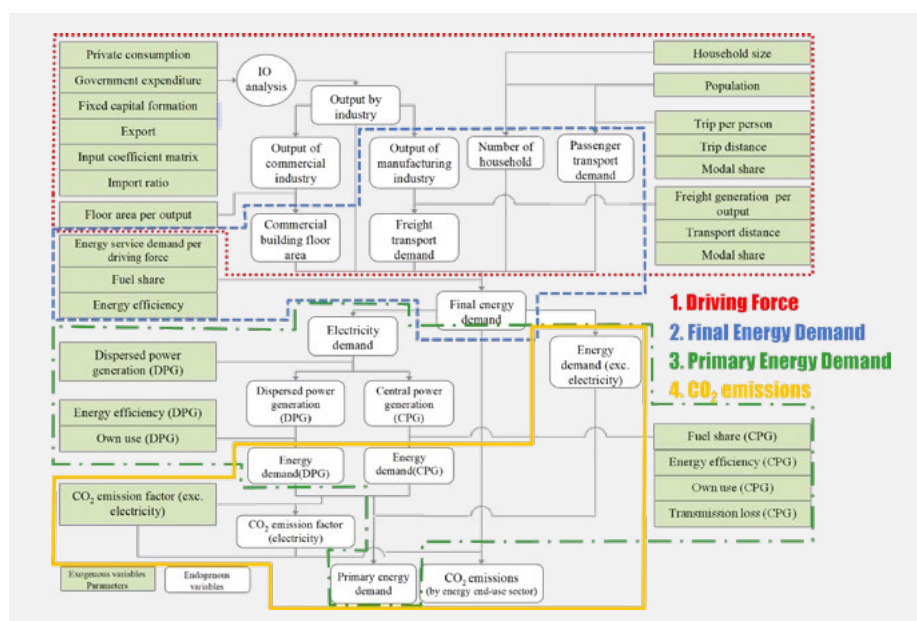 Private consumption
Government expenditure
Fixed capital formation
Export
Input coefficient matrix
Import ratio
Floor area per output
Energy service demand per
driving force
Fuel share
Energy efficiency
IO
analysis
Output by
industry
Output of
commercial
industry
Output of
manufacturing
industry
Number of
household
Passenger
transport
demand
Commercial
building floor
area
Freight
transport
demand
Household size
Population
Trip per person
Trip distance
Modal share
Freight generation per
output
Transport distance
Modal share
Final energy
demand
Electricity
demand
Energy
demand (exc.
electricity)
1. Driving Force
2. Final Energy Demand
3. Primary Energy Demand
4. CO₂ emissions
Dispersed power
generation (DPG)
Energy efficiency (DPG)
Own use (DPG)
Dispersed power
generation
(DPG)
Central power
generation
(CPG)
Energy
demand(DPG)
Energy
demand(CPG)
Fuel share (CPG)
Energy efficiency (CPG)
Own use (CPG)
Transmission loss (CPG)
CO₂ emission factor (exc.
electricity)
CO₂ emission factor
(electricity)
Primary energy
demand
CO₂ emissions
(by energy end-use sector)
Exogenous variables
Parameters
Endogenous
variables